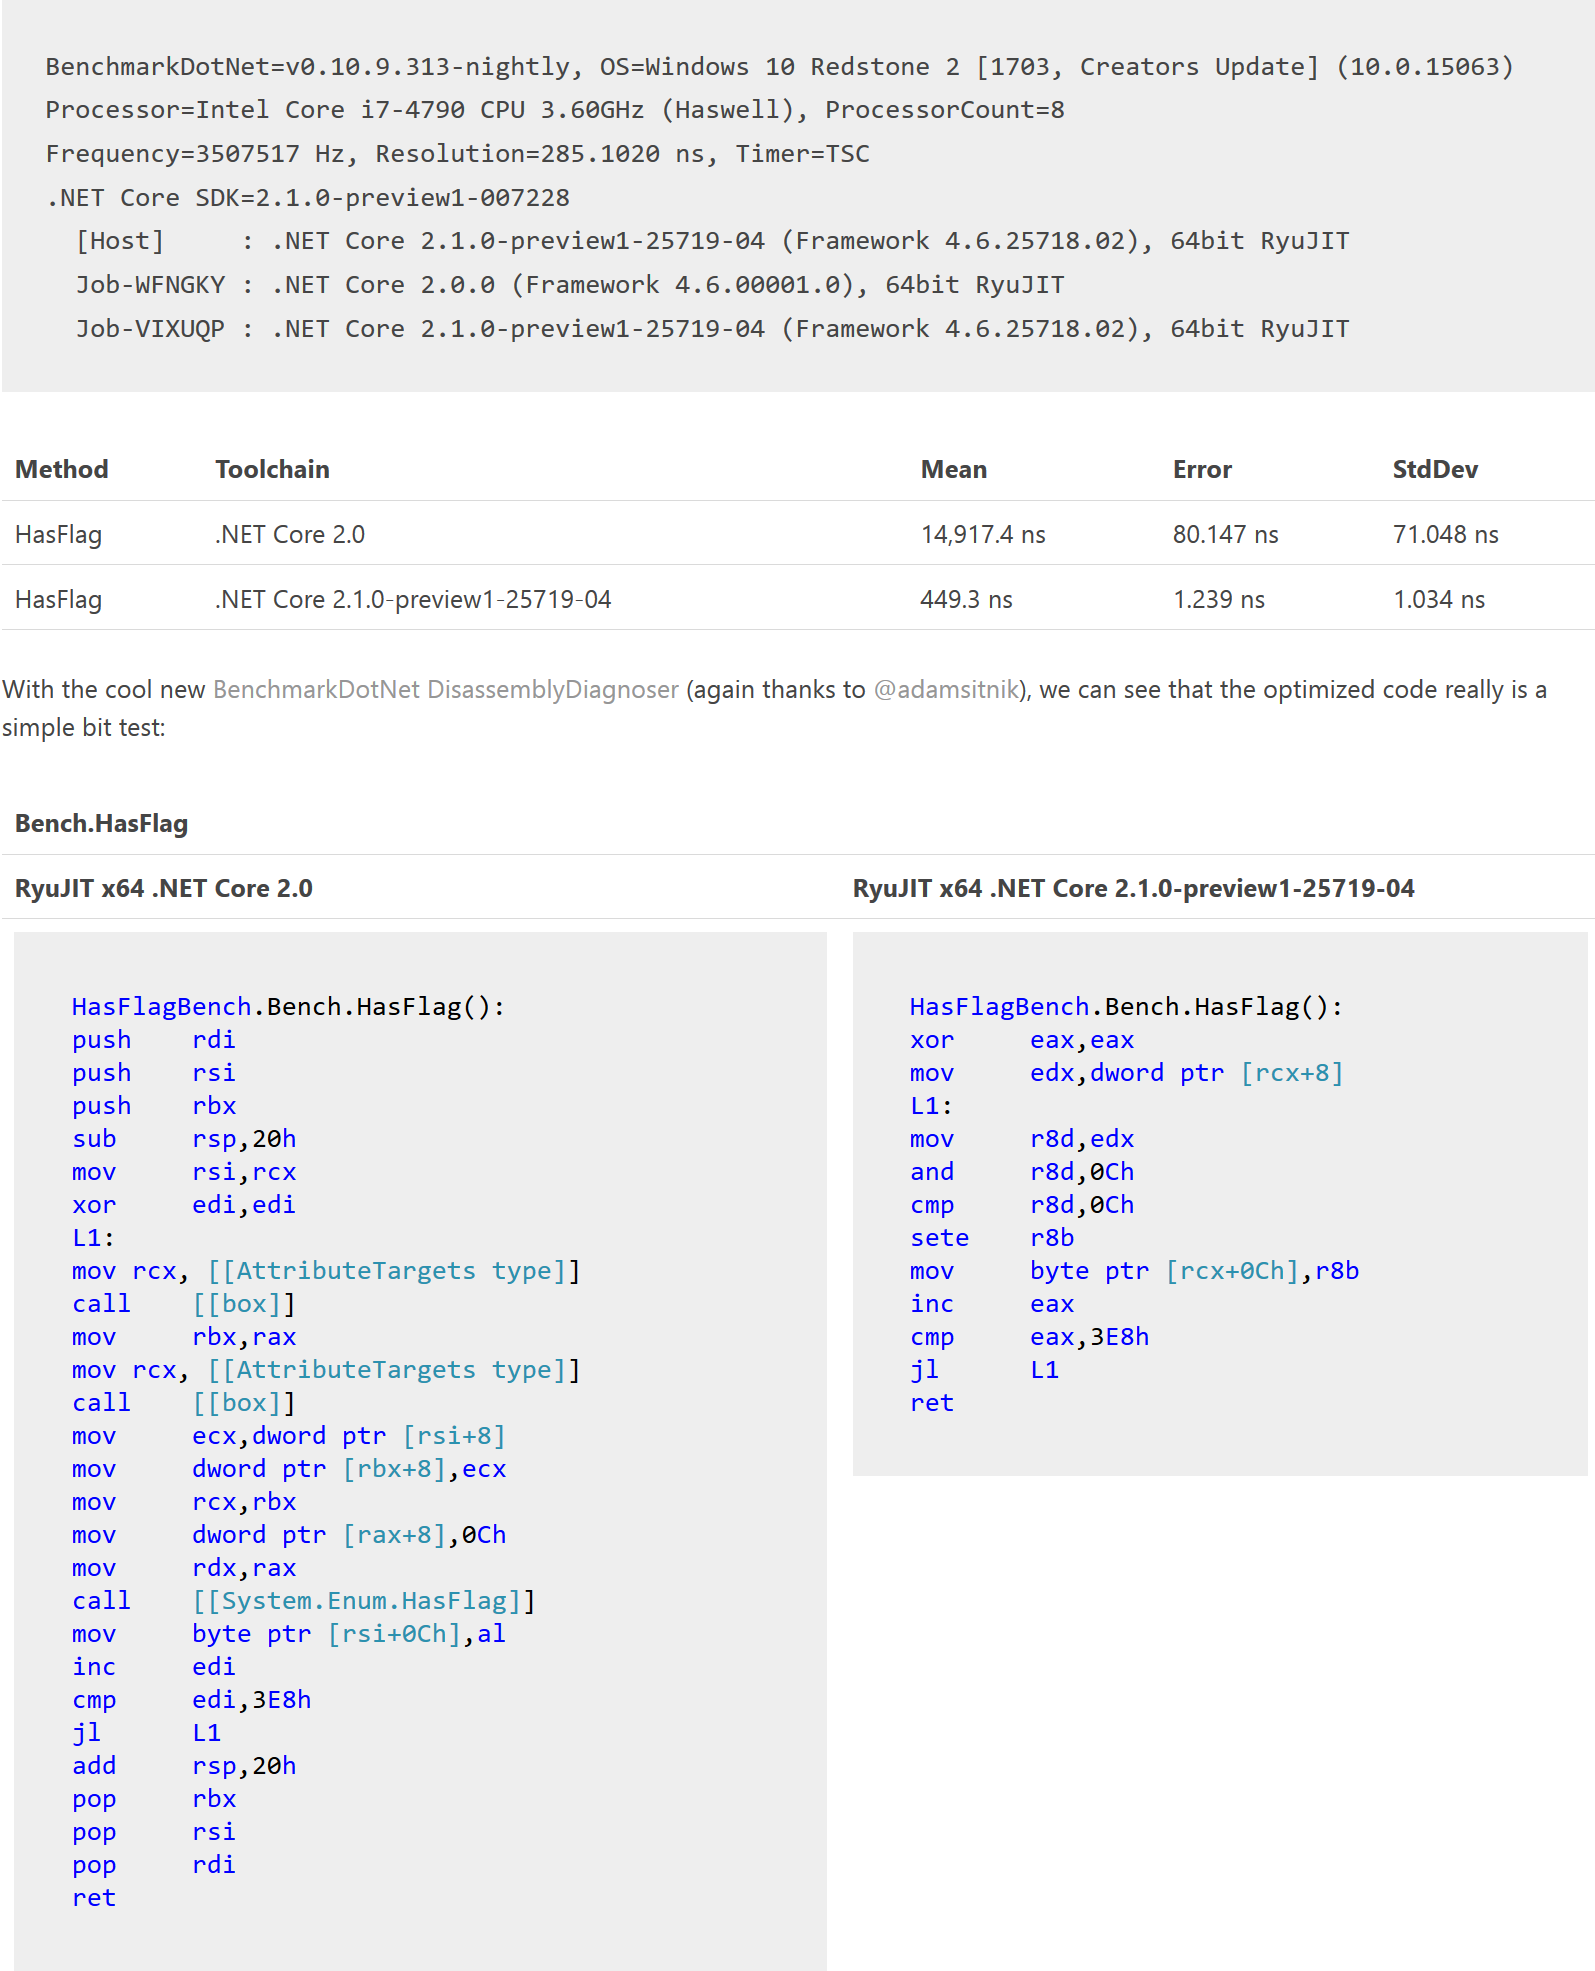 BenchmarkDotNet=v0.10.9.313-nightly, OS=Windows 10 Redstone 2 [1703, Creators Update] (10.0.15063)
Processor=Intel Core i7-4790 CPU 3.60GHz (Haswell), ProcessorCount=8
Frequency=3507517 Hz, Resolution=285.1020 ns, Timer=TSC
.NET Core SDK=2.1.0-preview1-007228
[Host]     : .NET Core 2.1.0-preview1-25719-04 (Framework 4.6.25718.02), 64bit RyuJIT
Job-WFNGKY : .NET Core 2.0.0 (Framework 4.6.00001.0), 64bit RyuJIT
Job-VIXUQP : .NET Core 2.1.0-preview1-25719-04 (Framework 4.6.25718.02), 64bit RyuJIT
Method Toolchain Mean Error StdDev
HasFlag .NET Core 2.0 14,917.4 ns 80.147 ns 71.048 ns
HasFlag .NET Core 2.1.0-preview1-25719-04 449.3 ns 1.239 ns 1.034 ns
With the cool new BenchmarkDotNet DisassemblyDiagnoser (again thanks to @adamsitnik), we can see that the optimized code really is a
simple bit test:
Bench.HasFlag
RyuJIT x64 .NET Core 2.0
HasFlagBench.Bench.HasFlag():
push    rdi
push    rsi
push    rbx
sub     rsp,20h
mov     rsi,rcx
xor     edi,edi
L1:
mov rcx, [[AttributeTargets type]]
call    [[box]]
mov     rbx,rax
mov rcx, [[AttributeTargets type]]
call    [[box]]
mov     ecx,dword ptr [rsi+8]
mov     dword ptr [rbx+8],ecx
mov     rcx,rbx
mov     dword ptr [rax+8],0Ch
mov     rdx,rax
call    [[System.Enum.HasFlag]]
mov     byte ptr [rsi+0Ch],al
inc     edi
cmp     edi,3E8h
jl      L1
add     rsp,20h
pop     rbx
pop     rsi
pop     rdi
ret
RyuJIT x64 .NET Core 2.1.0-preview1-25719-04
HasFlagBench.Bench.HasFlag():
xor     eax,eax
mov     edx,dword ptr [rcx+8]
L1:
mov     r8d,edx
and     r8d,0Ch
cmp     r8d,0Ch
sete    r8b
mov     byte ptr [rcx+0Ch],r8b
inc     eax
cmp     eax,3E8h
jl      L1
ret